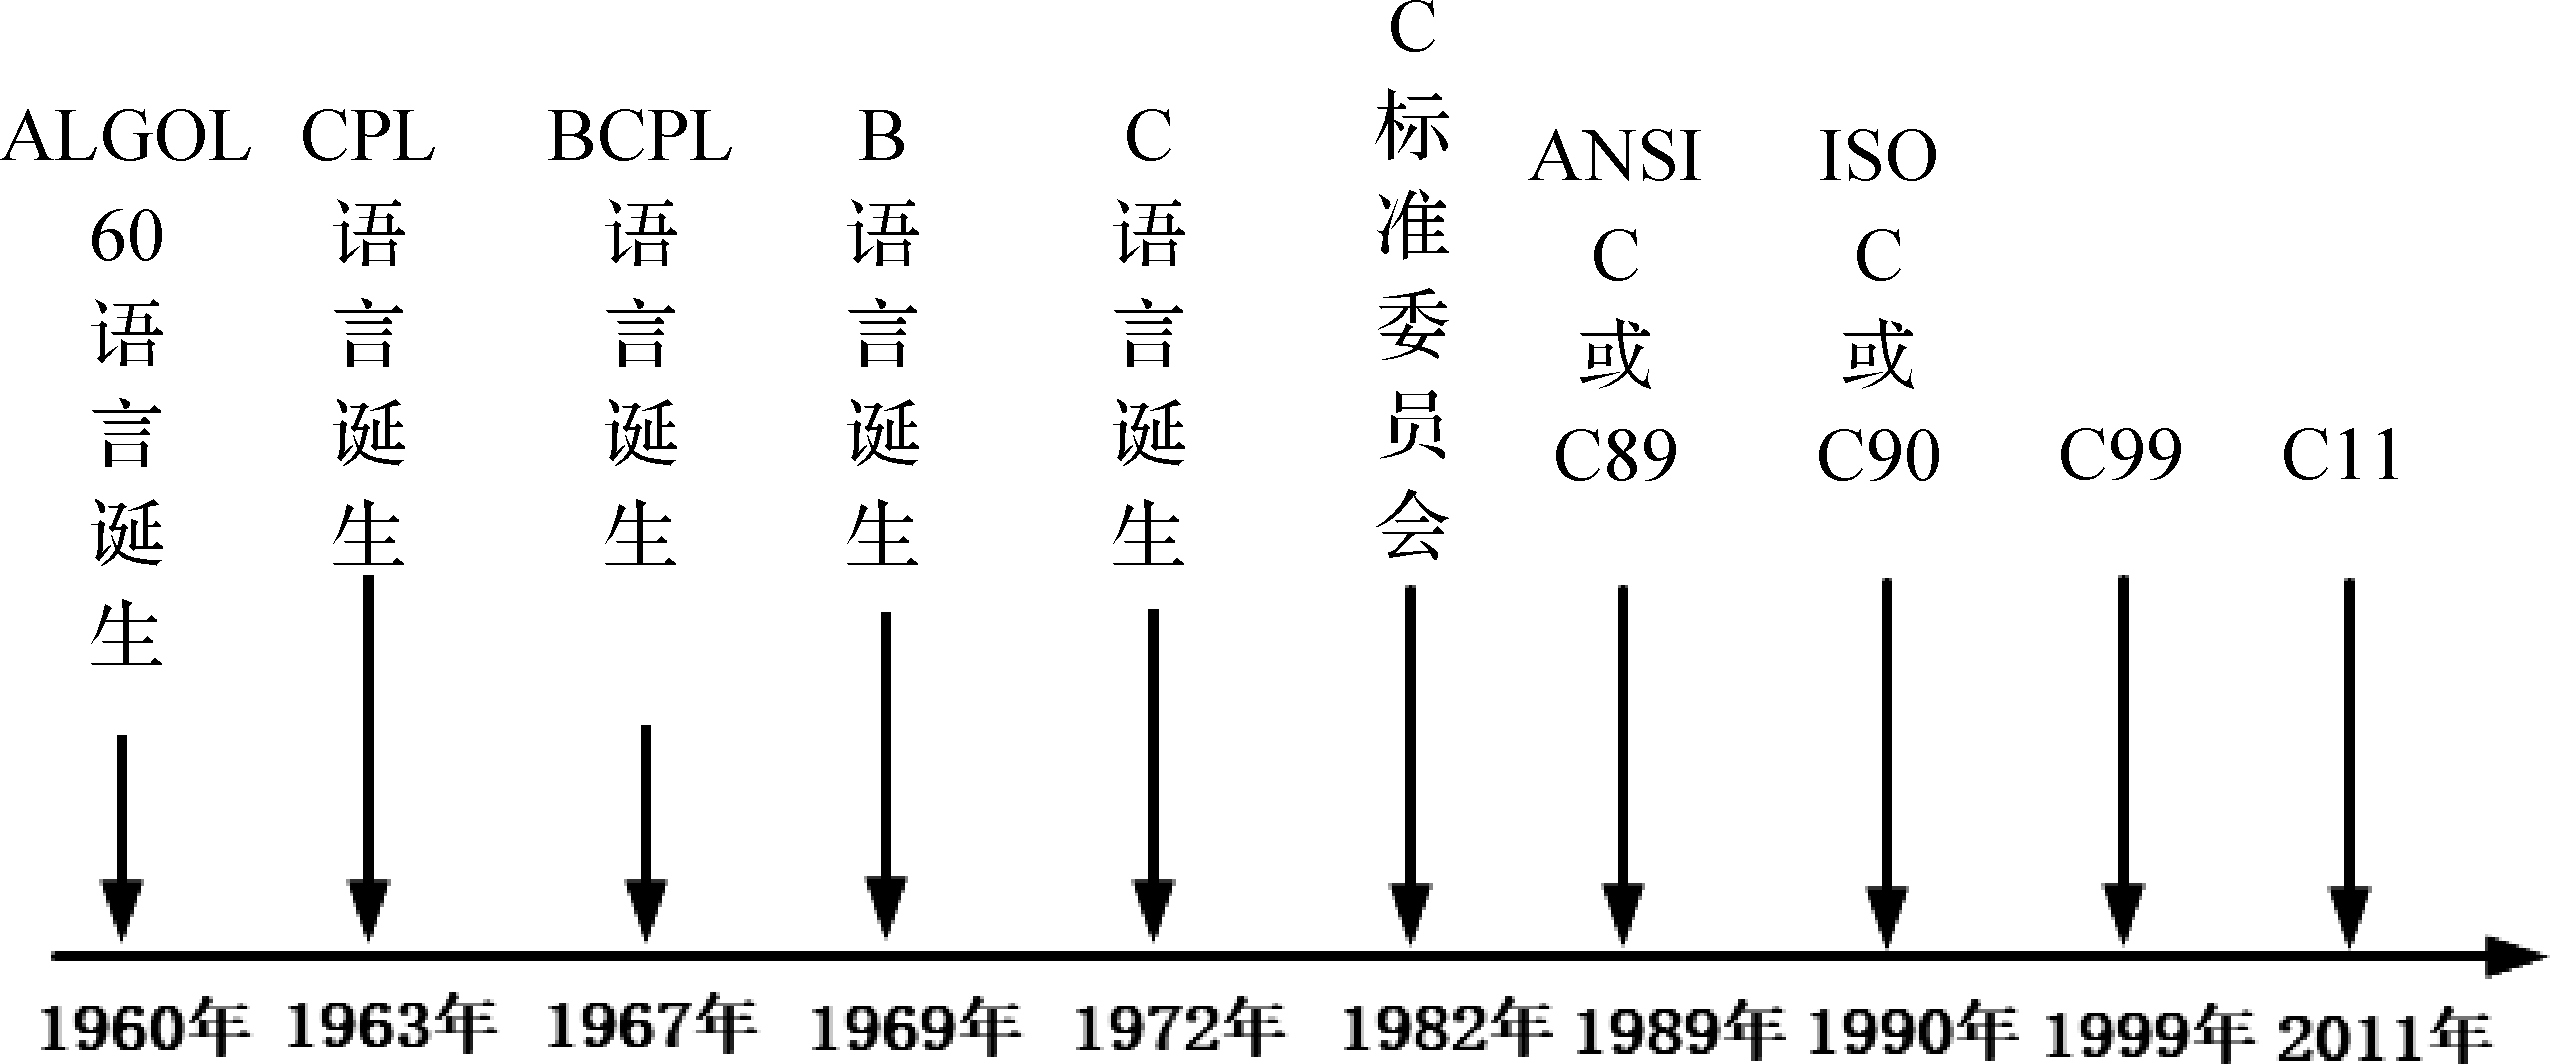 ALGOL
60
语
言
诞
生
CPL
语
言
诞
生
BCPL
语
言
诞
生
B
语
言
诞
生
C
语
言
诞
生
C
标
准
委
员
会
ANSI
C
或
C89
ISO
C
或
C90
C99
C11
1960年 1963年 1967年 1969年 1972年 1982年 1989年 1990年 1999年 2011年